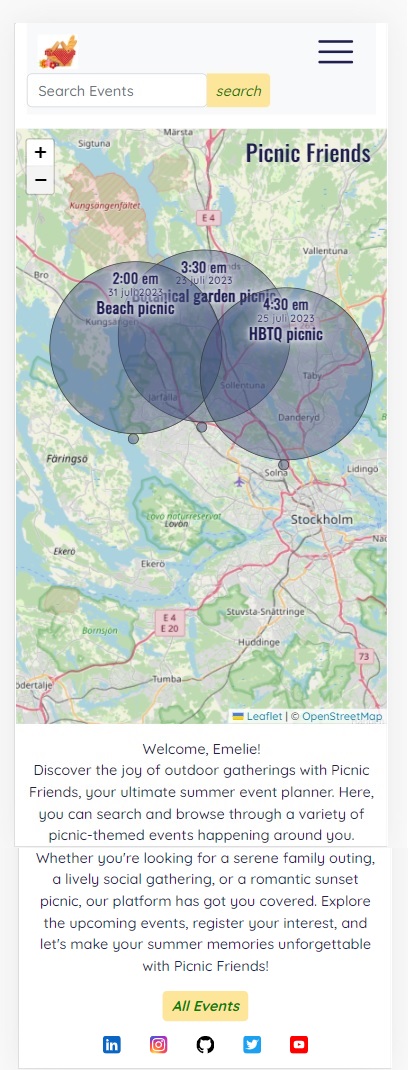 Search Events
search
+
−
Picnic Friends
Märsta
Sigtuna
Kungsängenfältet
E 4
Vallentuna
Bro
3:30 em
23 juli 2023
Botanical garden picnic
2:00 em
31 juli 2023
Beach picnic
4:30 em
25 juli 2023
HBTQ picnic
Kungsängen
Täby
Sollentuna
Järfälla
Danderyd
Färingsö
Solna
Lidingö
Lovö naturreservat
Lovön
Stockholm
Ekerö
Ekerö
Stuvsta-Snättringe
E 4
E 20
Bornsjön
Huddinge
73
Tumba
dertälje
Leaflet | © OpenStreetMap
Welcome, Emelie!
Discover the joy of outdoor gatherings with Picnic
Friends, your ultimate summer event planner. Here,
you can search and browse through a variety of
picnic-themed events happening around you.
Whether you're looking for a serene family outing,
a lively social gathering, or a romantic sunset
picnic, our platform has got you covered. Explore
the upcoming events, register your interest, and
let's make your summer memories unforgettable
with Picnic Friends!
All Events
in